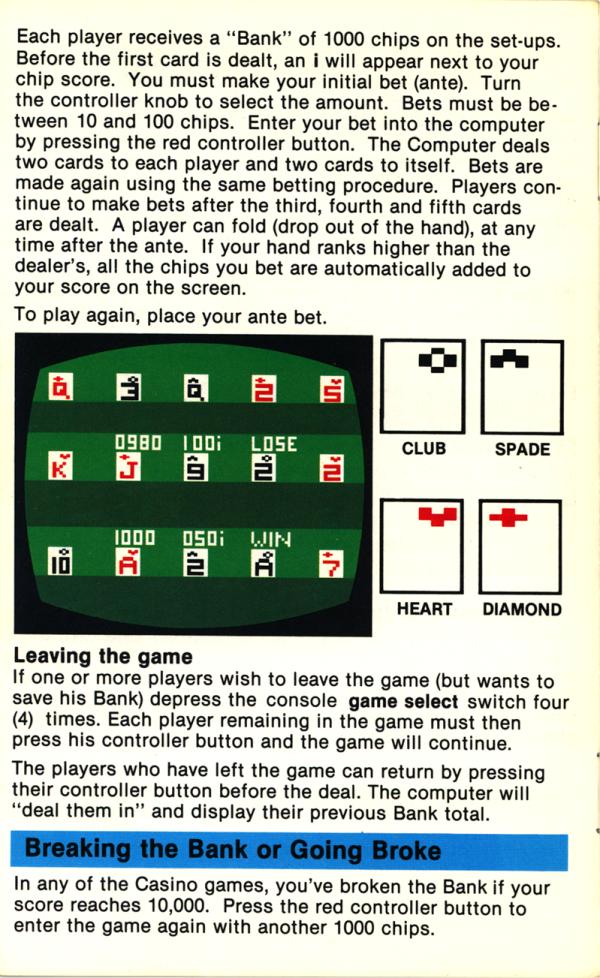 Each player receives a “Bank” of 1000 chips on the set-ups.
Before the first card is dealt, an i will appear next to your
chip score. You must make your initial bet (ante). Turn
the controller knob to select the amount. Bets must be be-
tween 10 and 100 chips. Enter your bet into the computer
by pressing the red controller button. The Computer deals
two cards to each player and two cards to itself. Bets are
made again using the same betting procedure. Players con-
tinue to make bets after the third, fourth and fifth cards
are dealt. A player can fold (drop out of the hand), at any
time after the ante. If your hand ranks higher than the
dealer’s, all the chips you bet are automatically added to
your score on the screen.
To play again, place your ante bet.
Q 3 Q 2 5
0980 100i LOSE
K J 9 2 2
1000 050i WIN
10 A 2 A 7
CLUB SPADE
HEART DIAMOND
Leaving the game
If one or more players wish to leave the game (but wants to
save his Bank) depress the console game select switch four
(4) times. Each player remaining in the game must then
press his controller button and the game will continue.
The players who have left the game can return by pressing
their controller button before the deal. The computer will
“deal them in” and display their previous Bank total.
Breaking the Bank or Going Broke
In any of the Casino games, you’ve broken the Bank if your
score reaches 10,000. Press the red controller button to
enter the game again with another 1000 chips.